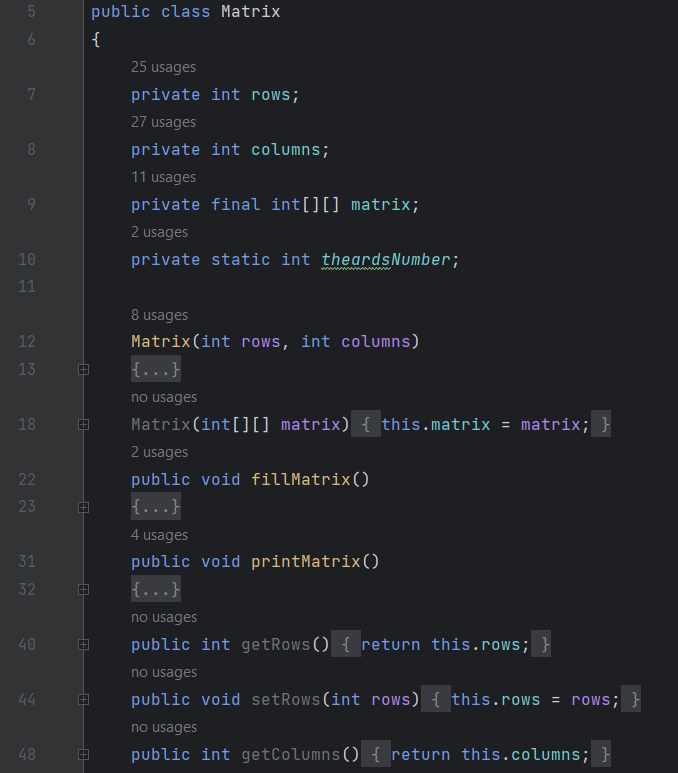 5 public class Matrix
6 {
25 usages
7 private int rows;
27 usages
8 private int columns;
11 usages
9 private final int[][] matrix;
2 usages
10 private static int theardsNumber;
11
8 usages
12 Matrix(int rows, int columns)
13 {...}
no usages
18 Matrix(int[][] matrix) { this.matrix = matrix; }
2 usages
22 public void fillMatrix()
23 {...}
4 usages
31 public void printMatrix()
32 {...}
no usages
40 public int getRows() { return this.rows; }
no usages
44 public void setRows(int rows) { this.rows = rows; }
no usages
48 public int getColumns() { return this.columns; }